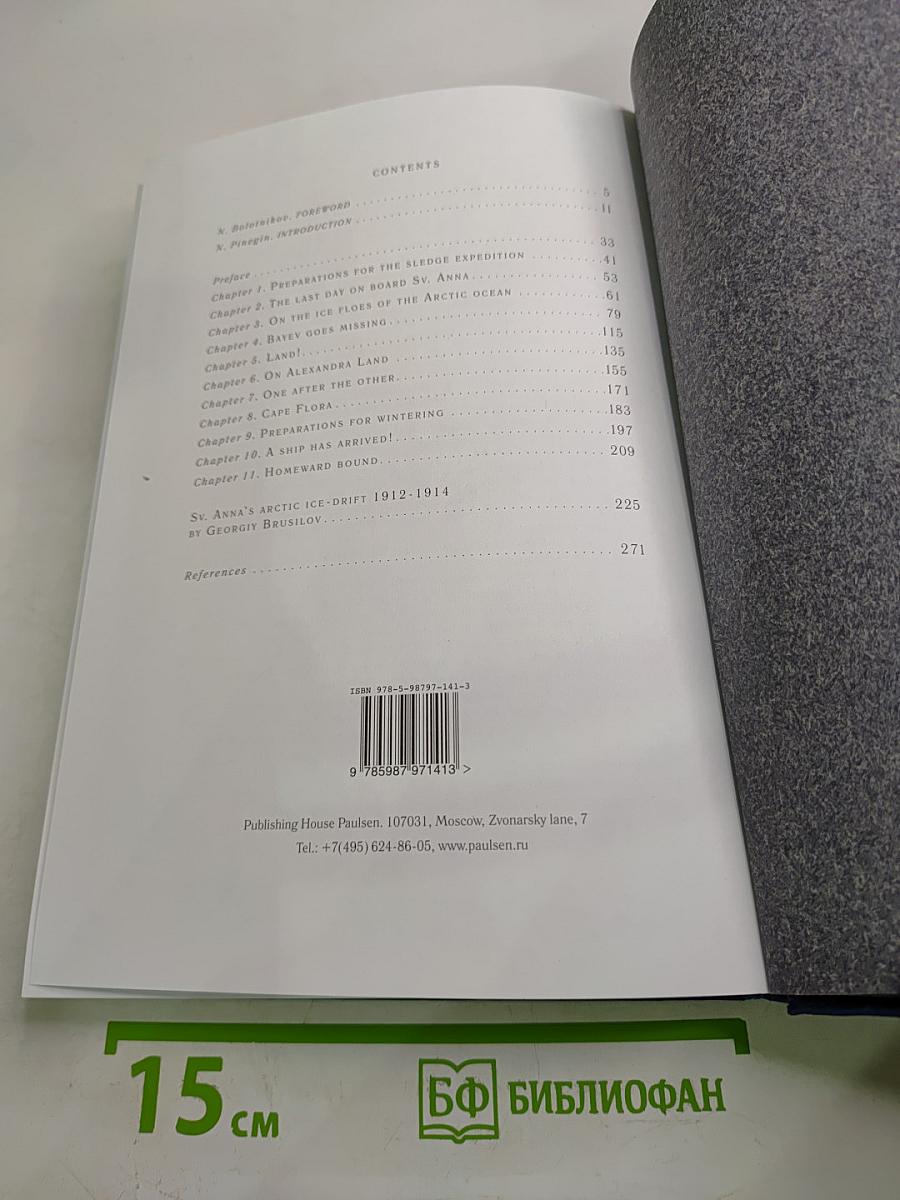 CONTENTS
N. Bolotnikov. FOREWORD 5
N. Pinegin. INTRODUCTION 11
Preface 33
Chapter 1. PREPARATIONS FOR THE SLEDGE EXPEDITION 41
Chapter 2. THE LAST DAY ON BOARD SV. ANNA 53
Chapter 3. ON THE ICE FLOES OF THE ARCTIC OCEAN 61
Chapter 4. BAYEV GOES MISSING 79
Chapter 5. LAND! 115
Chapter 6. ON ALEXANDRA LAND 135
Chapter 7. ONE AFTER THE OTHER 155
Chapter 8. CAPE FLORA 171
Chapter 9. PREPARATIONS FOR WINTERING 183
Chapter 10. A SHIP HAS ARRIVED! 197
Chapter 11. HOMEWARD BOUND 209
SV. ANNA'S ARCTIC ICE-DRIFT 1912-1914
BY GEORGIY BRUSILOV 225
References 271
ISBN 978-5-98797-141-3
9 785987 971413 >
Publishing House Paulsen. 107031, Moscow, Zvonarsky lane, 7
Tel.: +7(495) 624-86-05, www.paulsen.ru
15 см
БФ БИБЛИОФАН